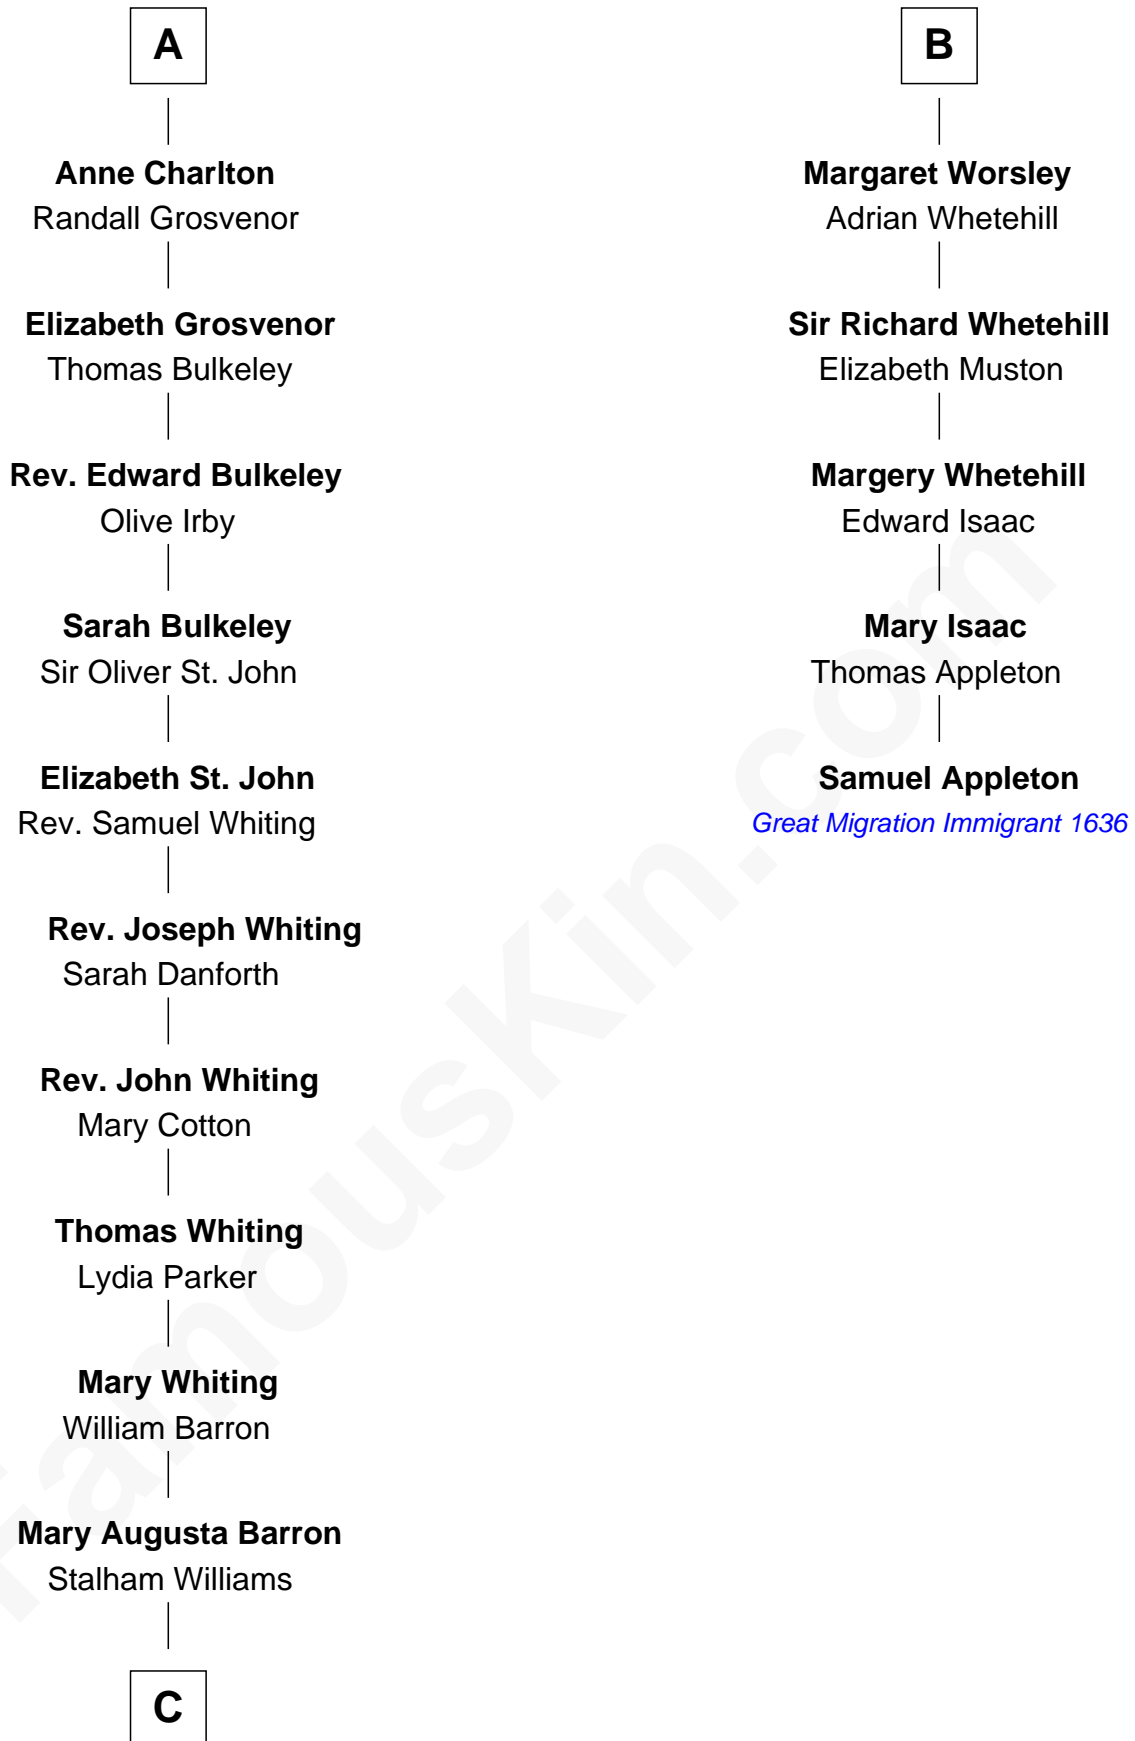 A
Anne Charlton
Randall Grosvenor
Elizabeth Grosvenor
Thomas Bulkeley
Rev. Edward Bulkeley
Olive Irby
Sarah Bulkeley
Sir Oliver St. John
Elizabeth St. John
Rev. Samuel Whiting
Rev. Joseph Whiting
Sarah Danforth
Rev. John Whiting
Mary Cotton
Thomas Whiting
Lydia Parker
Mary Whiting
William Barron
Mary Augusta Barron
Stalham Williams
C
B
Margaret Worsley
Adrian Whetehill
Sir Richard Whetehill
Elizabeth Muston
Margery Whetehill
Edward Isaac
Mary Isaac
Thomas Appleton
Samuel Appleton
Great Migration Immigrant 1636
FamousKin.com